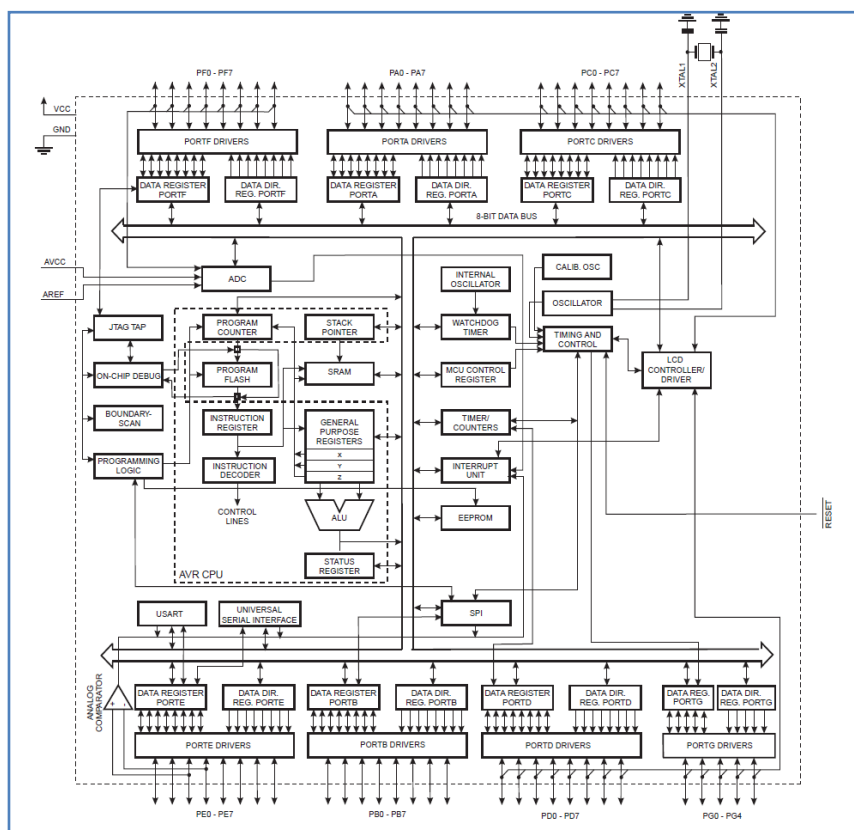 XTAL1
XTAL2
PF0 - PF7
PA0 - PA7
PC0 - PC7
VCC
GND
PORTF DRIVERS
PORTA DRIVERS
PORTC DRIVERS
DATA REGISTER
PORTF
DATA DIR.
REG. PORTF
DATA REGISTER
PORTA
DATA DIR.
REG. PORTA
DATA REGISTER
PORTC
DATA DIR.
REG. PORTC
8-BIT DATA BUS
AVCC
AREF
ADC
INTERNAL
OSCILLATOR
CALIB. OSC
OSCILLATOR
JTAG TAP
PROGRAM
COUNTER
STACK
POINTER
WATCHDOG
TIMER
TIMING AND
CONTROL
ON-CHIP DEBUG
PROGRAM
FLASH
SRAM
MCU CONTROL
REGISTER
LCD
CONTROLLER/
DRIVER
BOUNDARY-
SCAN
INSTRUCTION
REGISTER
GENERAL
PURPOSE
REGISTERS
X
Y
Z
TIMER/
COUNTERS
PROGRAMMING
LOGIC
INSTRUCTION
DECODER
INTERRUPT
UNIT
CONTROL
LINES
ALU
EEPROM
RESET
STATUS
REGISTER
AVR CPU
USART
UNIVERSAL
SERIAL INTERFACE
SPI
ANALOG
COMPARATOR
+
-
DATA REGISTER
PORTE
DATA DIR.
REG. PORTE
DATA REGISTER
PORTB
DATA DIR.
REG. PORTB
DATA REGISTER
PORTD
DATA DIR.
REG. PORTD
DATA REG.
PORTG
DATA DIR.
REG. PORTG
PORTE DRIVERS
PORTB DRIVERS
PORTD DRIVERS
PORTG DRIVERS
PE0 - PE7
PB0 - PB7
PD0 - PD7
PG0 - PG4